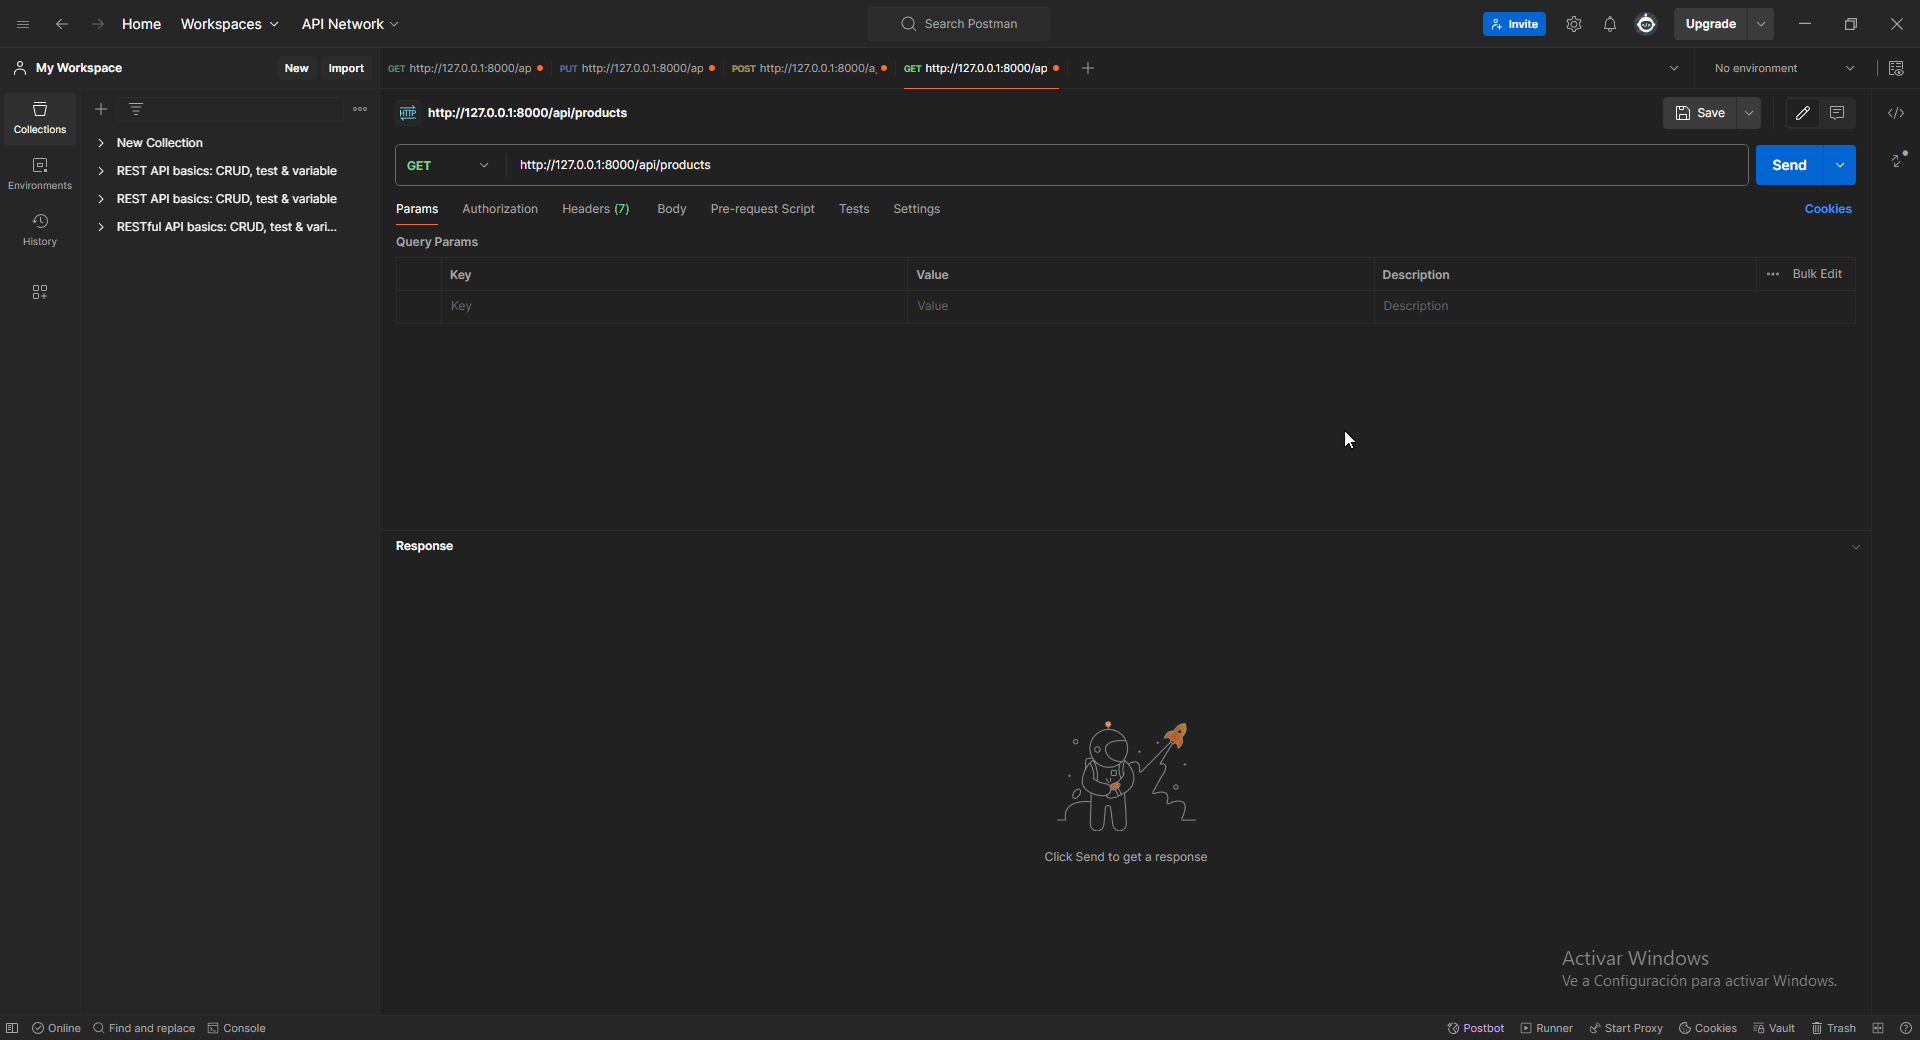 Home Workspaces API Network Search Postman Invite Upgrade
My Workspace New Import GET http://127.0.0.1:8000/ap PUT http://127.0.0.1:8000/ap POST http://127.0.0.1:8000/a, GET http://127.0.0.1:8000/ap No environment
HTTP http://127.0.0.1:8000/api/products Save
Collections
New Collection
GET http://127.0.0.1:8000/api/products Send
REST API basics: CRUD, test & variable
Environments
REST API basics: CRUD, test & variable
Params Authorization Headers (7) Body Pre-request Script Tests Settings Cookies
RESTful API basics: CRUD, test & vari...
History
Query Params
Key Value Description Bulk Edit
Key Value Description
Response
Click Send to get a response
Activar Windows
Ve a Configuración para activar Windows.
Online Find and replace Console Postbot Runner Start Proxy Cookies Vault Trash